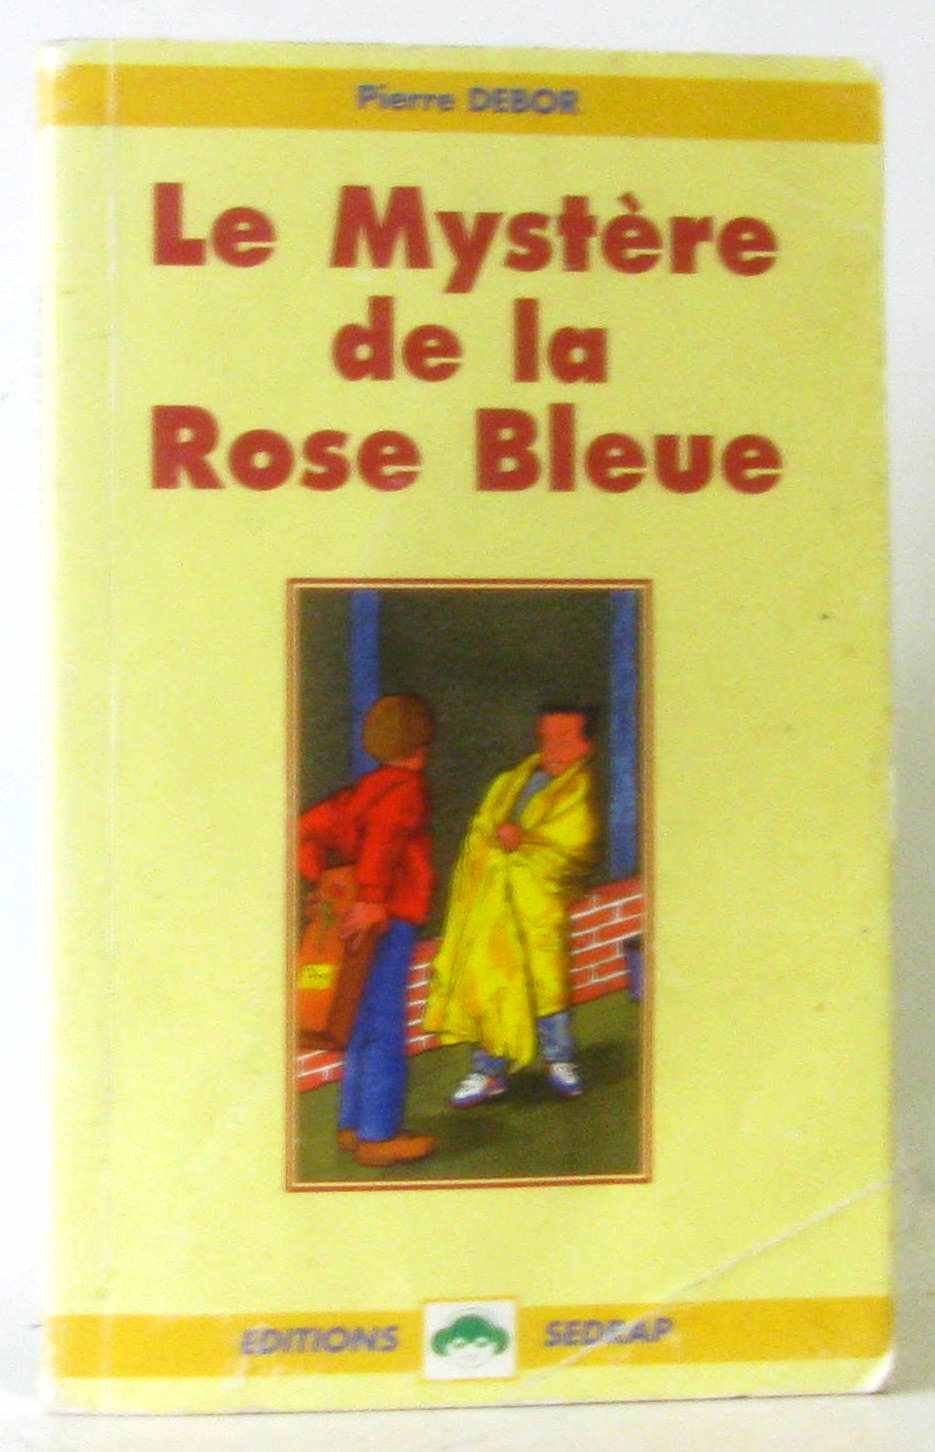 Pierre DEBOR
Le Mystère
de la
Rose Bleue
EDITIONS SEDRAP